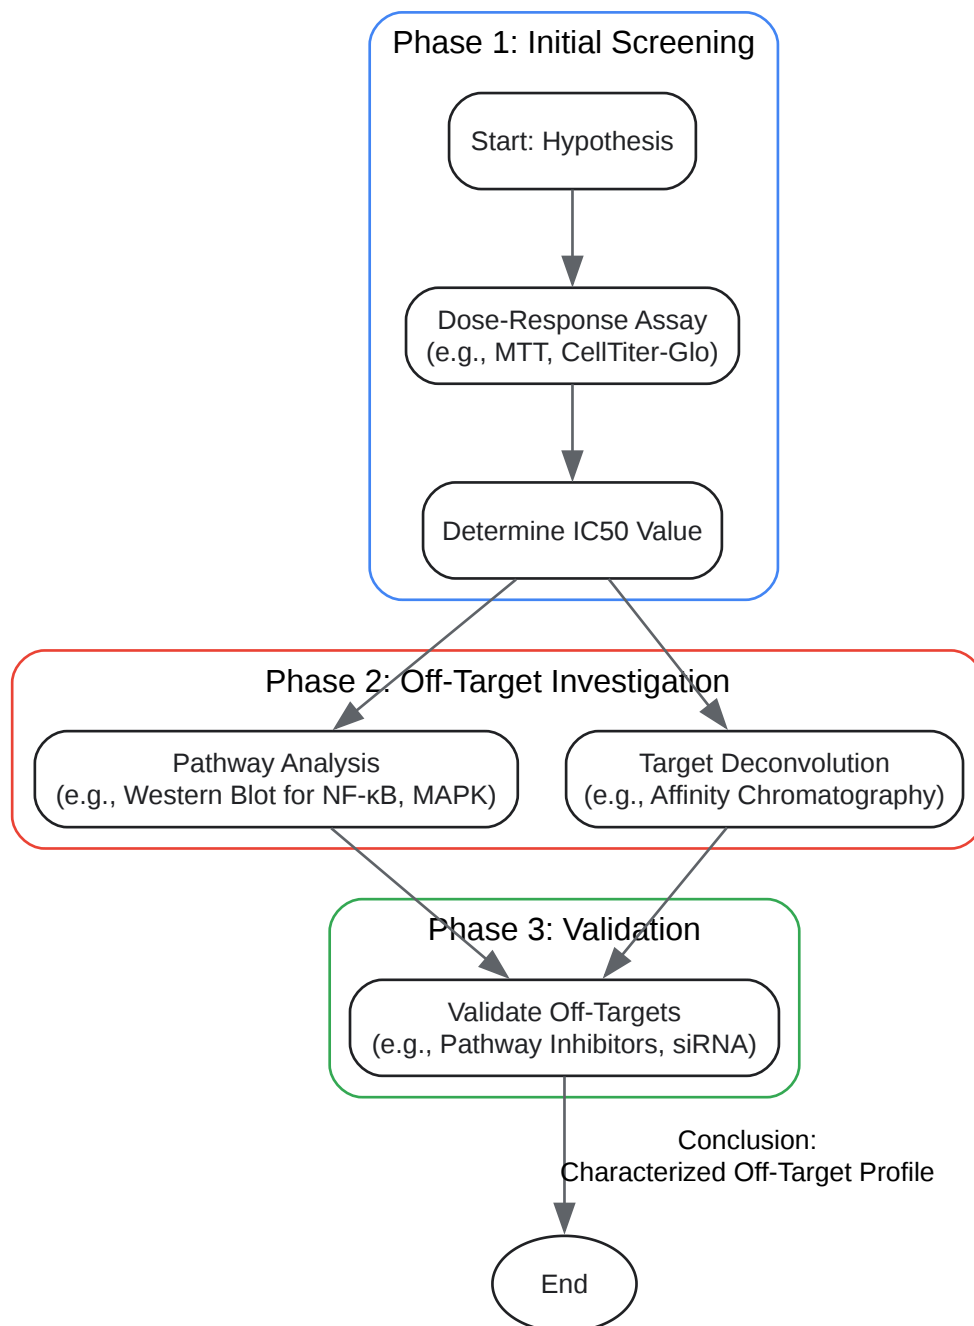 Phase 1: Initial Screening
Start: Hypothesis
Dose-Response Assay
(e.g., MTT, CellTiter-Glo)
Determine IC50 Value
Phase 2: Off-Target Investigation
Pathway Analysis
(e.g., Western Blot for NF-κB, MAPK)
Target Deconvolution
(e.g., Affinity Chromatography)
Phase 3: Validation
Validate Off-Targets
(e.g., Pathway Inhibitors, siRNA)
Conclusion:
Characterized Off-Target Profile
End